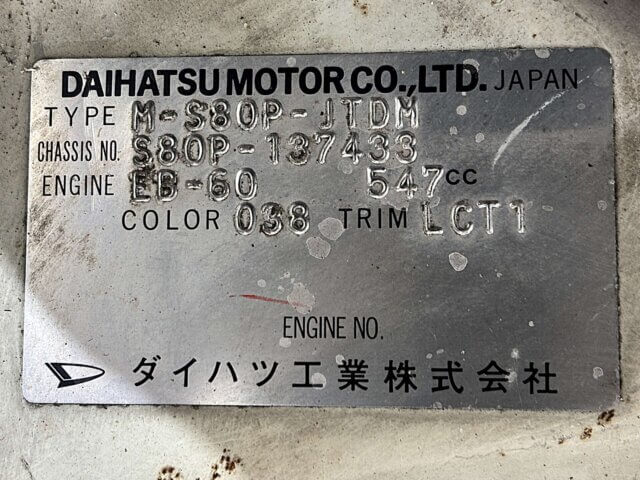 DAIHATSU MOTOR CO., LTD. JAPAN
TYPE M-S80P-JTDM
CHASSIS NO. S80P-137433
ENGINE EB-60 547cc
COLOR 038 TRIM LCT1
ENGINE NO.
ダイハツ工業株式会社